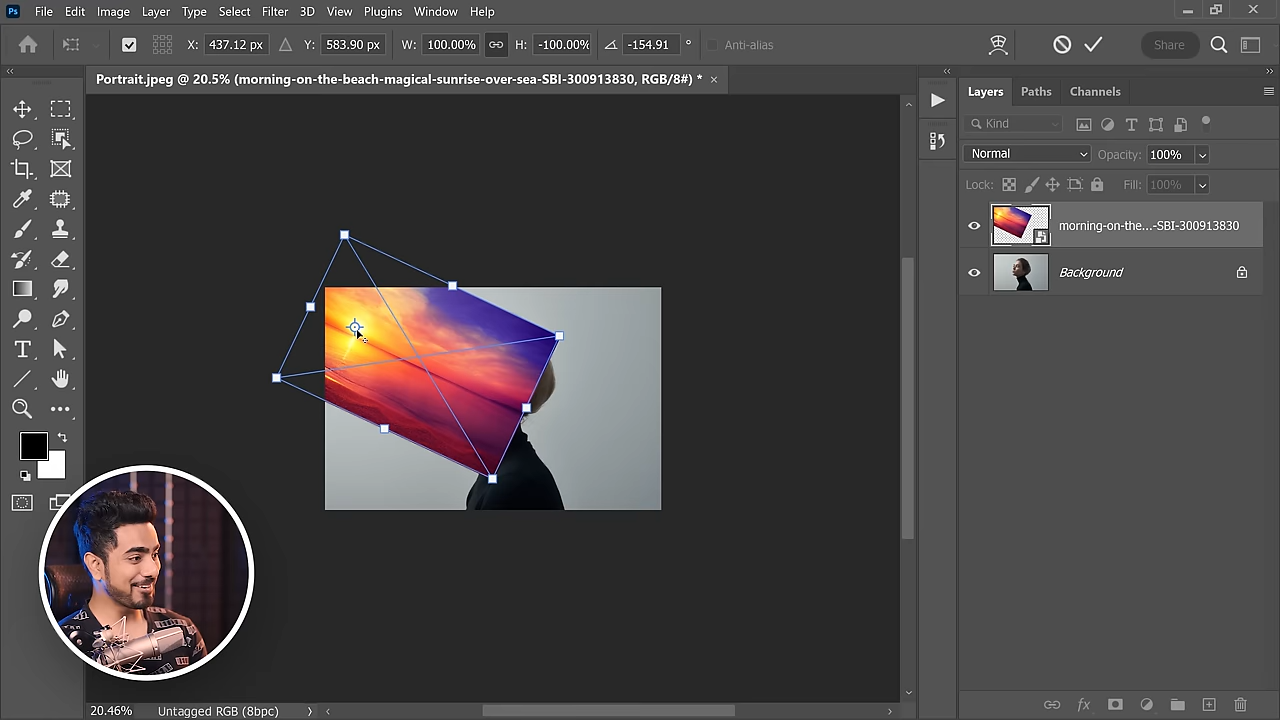 Ps File Edit Image Layer Type Select Filter 3D View Plugins Window Help
X: 437.12 px Y: 583.90 px W: 100.00% H: -100.00% -154.91 ° Anti-alias Share
Portrait.jpeg @ 20.5% (morning-on-the-beach-magical-sunrise-over-sea-SBI-300913830, RGB/8#) * ×
Layers Paths Channels
Kind
Normal Opacity: 100%
Lock: Fill: 100%
morning-on-the...-SBI-300913830
Background
T
fx
20.46% Untagged RGB (8bpc)